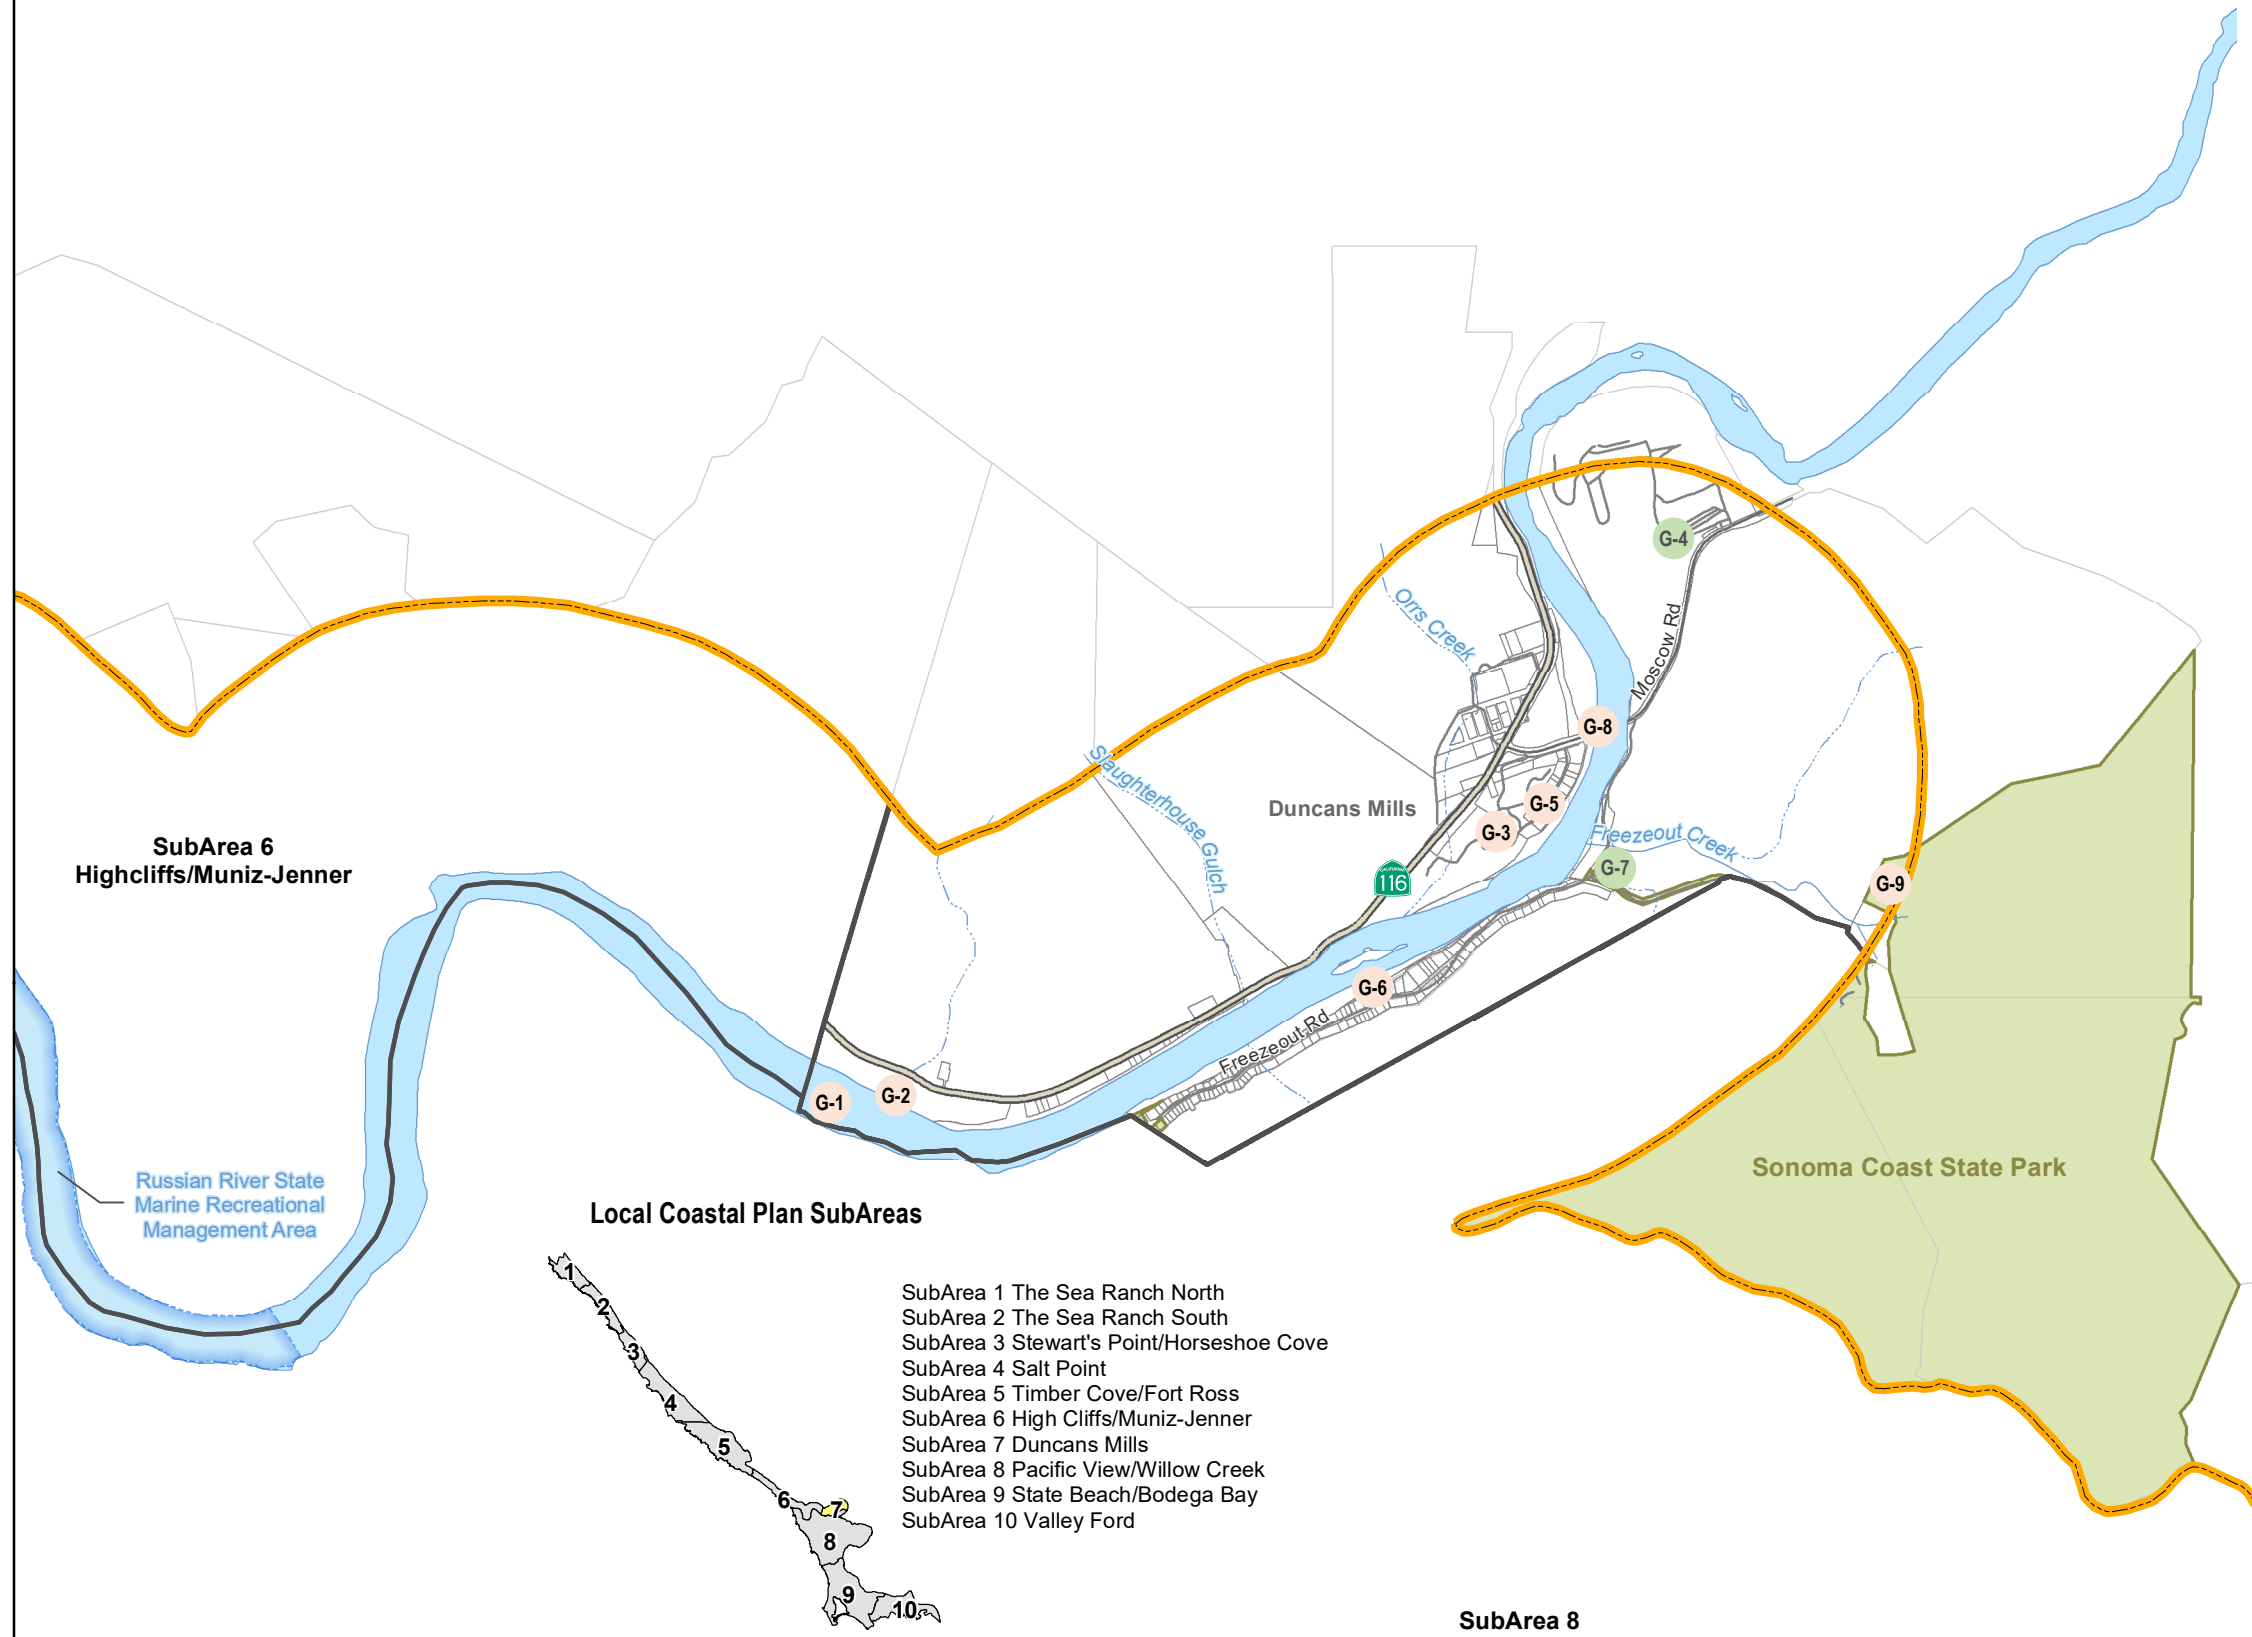 G-4
Orrs Creek
Moscow Rd
G-8
Slaughterhouse Gulch
Duncans Mills
G-5
G-3
Freezeout Creek
G-7
CALIFORNIA
116
G-9
SubArea 6
Highcliffs/Muniz-Jenner
G-6
Freezeout Rd
G-1
G-2
Russian River State
Marine Recreational
Management Area
Sonoma Coast State Park
Local Coastal Plan SubAreas
1
2
3
4
5
6
7
8
9
10
SubArea 1 The Sea Ranch North
SubArea 2 The Sea Ranch South
SubArea 3 Stewart's Point/Horseshoe Cove
SubArea 4 Salt Point
SubArea 5 Timber Cove/Fort Ross
SubArea 6 High Cliffs/Muniz-Jenner
SubArea 7 Duncans Mills
SubArea 8 Pacific View/Willow Creek
SubArea 9 State Beach/Bodega Bay
SubArea 10 Valley Ford
SubArea 8